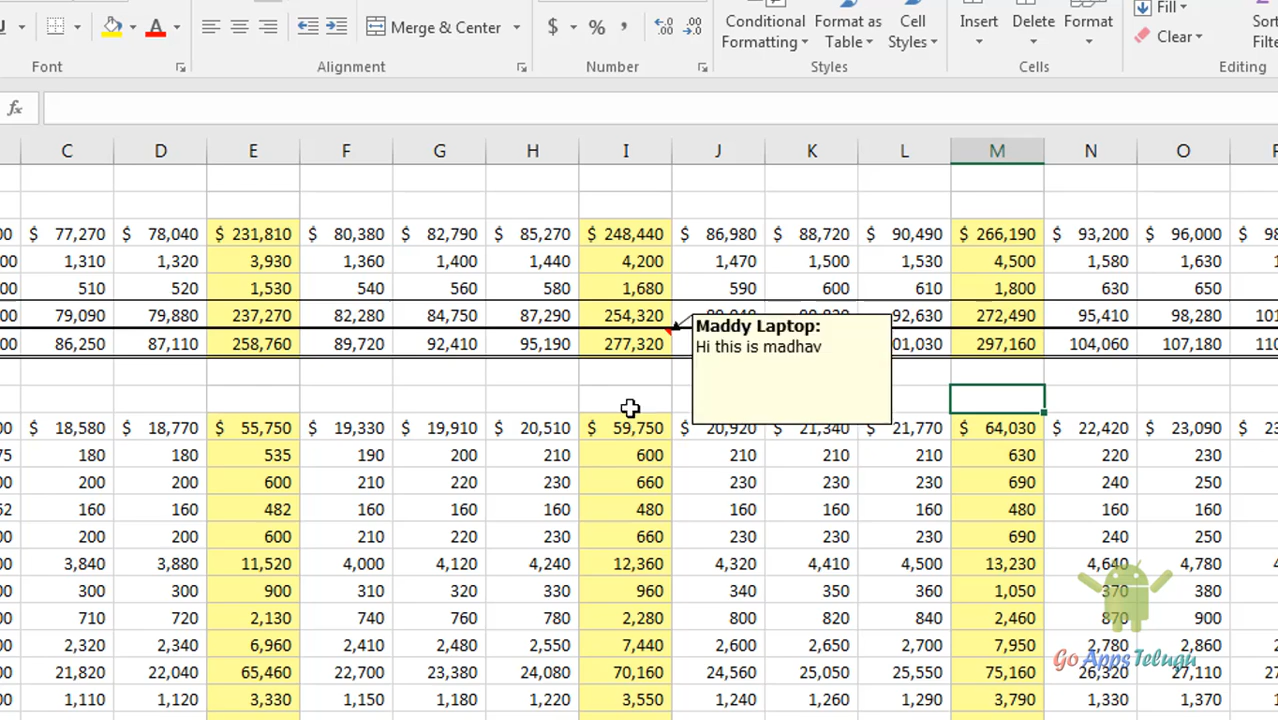 Merge & Center
$ % ,
Conditional Formatting
Format as Table
Cell Styles
Insert
Delete
Format
Fill
Clear
Font
Alignment
Number
Styles
Cells
Editing
fx
C D E F G H I J K L M N O
$ 77,270 $ 78,040 $ 231,810 $ 80,380 $ 82,790 $ 85,270 $ 248,440 $ 86,980 $ 88,720 $ 90,490 $ 266,190 $ 93,200 $ 96,000 $
1,310 1,320 3,930 1,360 1,400 1,440 4,200 1,470 1,500 1,530 4,500 1,580 1,630
510 520 1,530 540 560 580 1,680 590 600 610 1,800 630 650
79,090 79,880 237,270 82,280 84,750 87,290 254,320 92,630 272,490 95,410 98,280
86,250 87,110 258,760 89,720 92,410 95,190 277,320 297,160 104,060 107,180
Maddy Laptop:
Hi this is madhav
$ 18,580 $ 18,770 $ 55,750 $ 19,330 $ 19,910 $ 20,510 $ 59,750 $ 20,920 $ 21,340 $ 21,770 $ 64,030 $ 22,420 $ 23,090 $
180 180 535 190 200 210 600 210 210 210 630 220 230
200 200 600 210 220 230 660 230 230 230 690 240 250
160 160 482 160 160 160 480 160 160 160 480 160 160
200 200 600 210 220 230 660 230 230 230 690 240 250
3,840 3,880 11,520 4,000 4,120 4,240 12,360 4,320 4,410 4,500 13,230 4,640 4,780
300 300 900 310 320 330 960 340 350 360 1,050 370 380
710 720 2,130 740 760 780 2,280 800 820 840 2,460 870 900
2,320 2,340 6,960 2,410 2,480 2,550 7,440 2,600 2,650 2,700 7,950 2,780 2,860
21,820 22,040 65,460 22,700 23,380 24,080 70,160 24,560 25,050 25,550 75,160 26,320 27,110
1,110 1,120 3,330 1,150 1,180 1,220 3,550 1,240 1,260 1,290 3,790 1,330 1,370
Go Apps Telugu